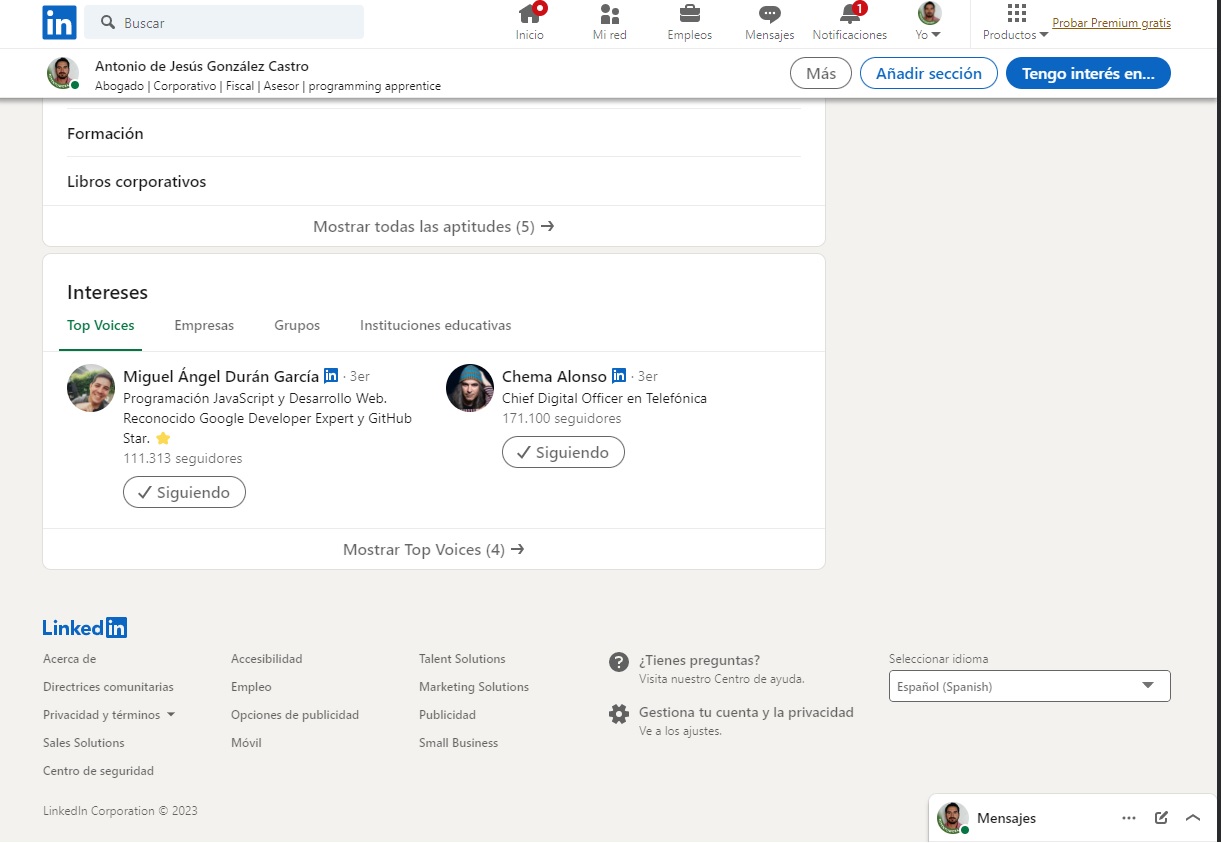 in
Buscar
Inicio
Mi red
Empleos
Mensajes
1
Notificaciones
Yo
Productos
Probar Premium gratis
Antonio de Jesús González Castro
Abogado | Corporativo | Fiscal | Asesor | programming apprentice
Más
Añadir sección
Tengo interés en...
Formación
Libros corporativos
Mostrar todas las aptitudes (5) →
Intereses
Top Voices
Empresas
Grupos
Instituciones educativas
Miguel Ángel Durán García in · 3er
Programación JavaScript y Desarrollo Web.
Reconocido Google Developer Expert y GitHub
Star. ⭐
111.313 seguidores
✓ Siguiendo
Chema Alonso in · 3er
Chief Digital Officer en Telefónica
171.100 seguidores
✓ Siguiendo
Mostrar Top Voices (4) →
Linkedin
Acerca de
Directrices comunitarias
Privacidad y términos
Sales Solutions
Centro de seguridad
Accesibilidad
Empleo
Opciones de publicidad
Móvil
Talent Solutions
Marketing Solutions
Publicidad
Small Business
¿Tienes preguntas?
Visita nuestro Centro de ayuda.
Gestiona tu cuenta y la privacidad
Ve a los ajustes.
Seleccionar idioma
Español (Spanish)
LinkedIn Corporation © 2023
Mensajes